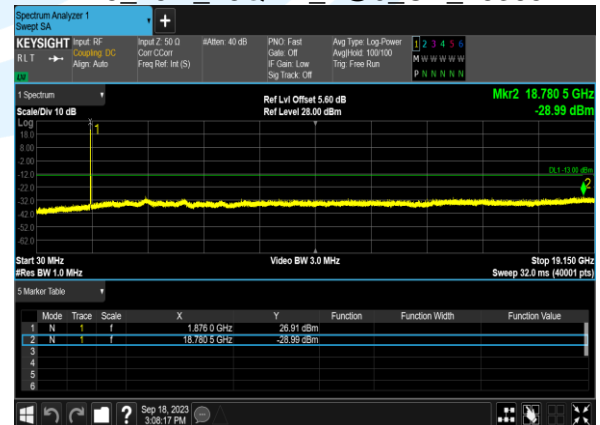 Spectrum Analyzer 1
Swept SA
+
KEYSIGHT
RLT
Input: RF
Coupling: DC
Align: Auto
Input Z: 50 Ω
Corr CCorr
Freq Ref: Int (S)
#Atten: 40 dB
PNO: Fast
Gate: Off
IF Gain: Low
Sig Track: Off
Avg Type: Log-Power
Avg|Hold: 100/100
Trig: Free Run
1 2 3 4 5 6
M W W W W W
P N N N N N
1 Spectrum
Scale/Div 10 dB
Log
Ref Lvl Offset 5.60 dB
Ref Level 28.00 dBm
Mkr2 18.780 5 GHz
-28.99 dBm
18.0
8.00
-2.00
-12.0
-22.0
-32.0
-42.0
-52.0
-62.0
1
DL1 -13.00 dBm
2
Start 30 MHz
#Res BW 1.0 MHz
Video BW 3.0 MHz
Stop 19.150 GHz
Sweep 32.0 ms (40001 pts)
5 Marker Table
Mode Trace Scale X Y Function Function Width Function Value
1 N 1 f 1.876 0 GHz 26.91 dBm
2 N 1 f 18.780 5 GHz -28.99 dBm
3
4
5
6
?
Sep 18, 2023
3:08:17 PM